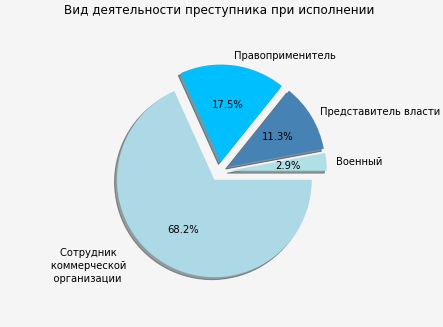 Вид деятельности преступника при исполнении
Правоприменитель
17.5%
Представитель власти
11.3%
Военный
2.9%
68.2%
Сотрудник
коммерческой
организации